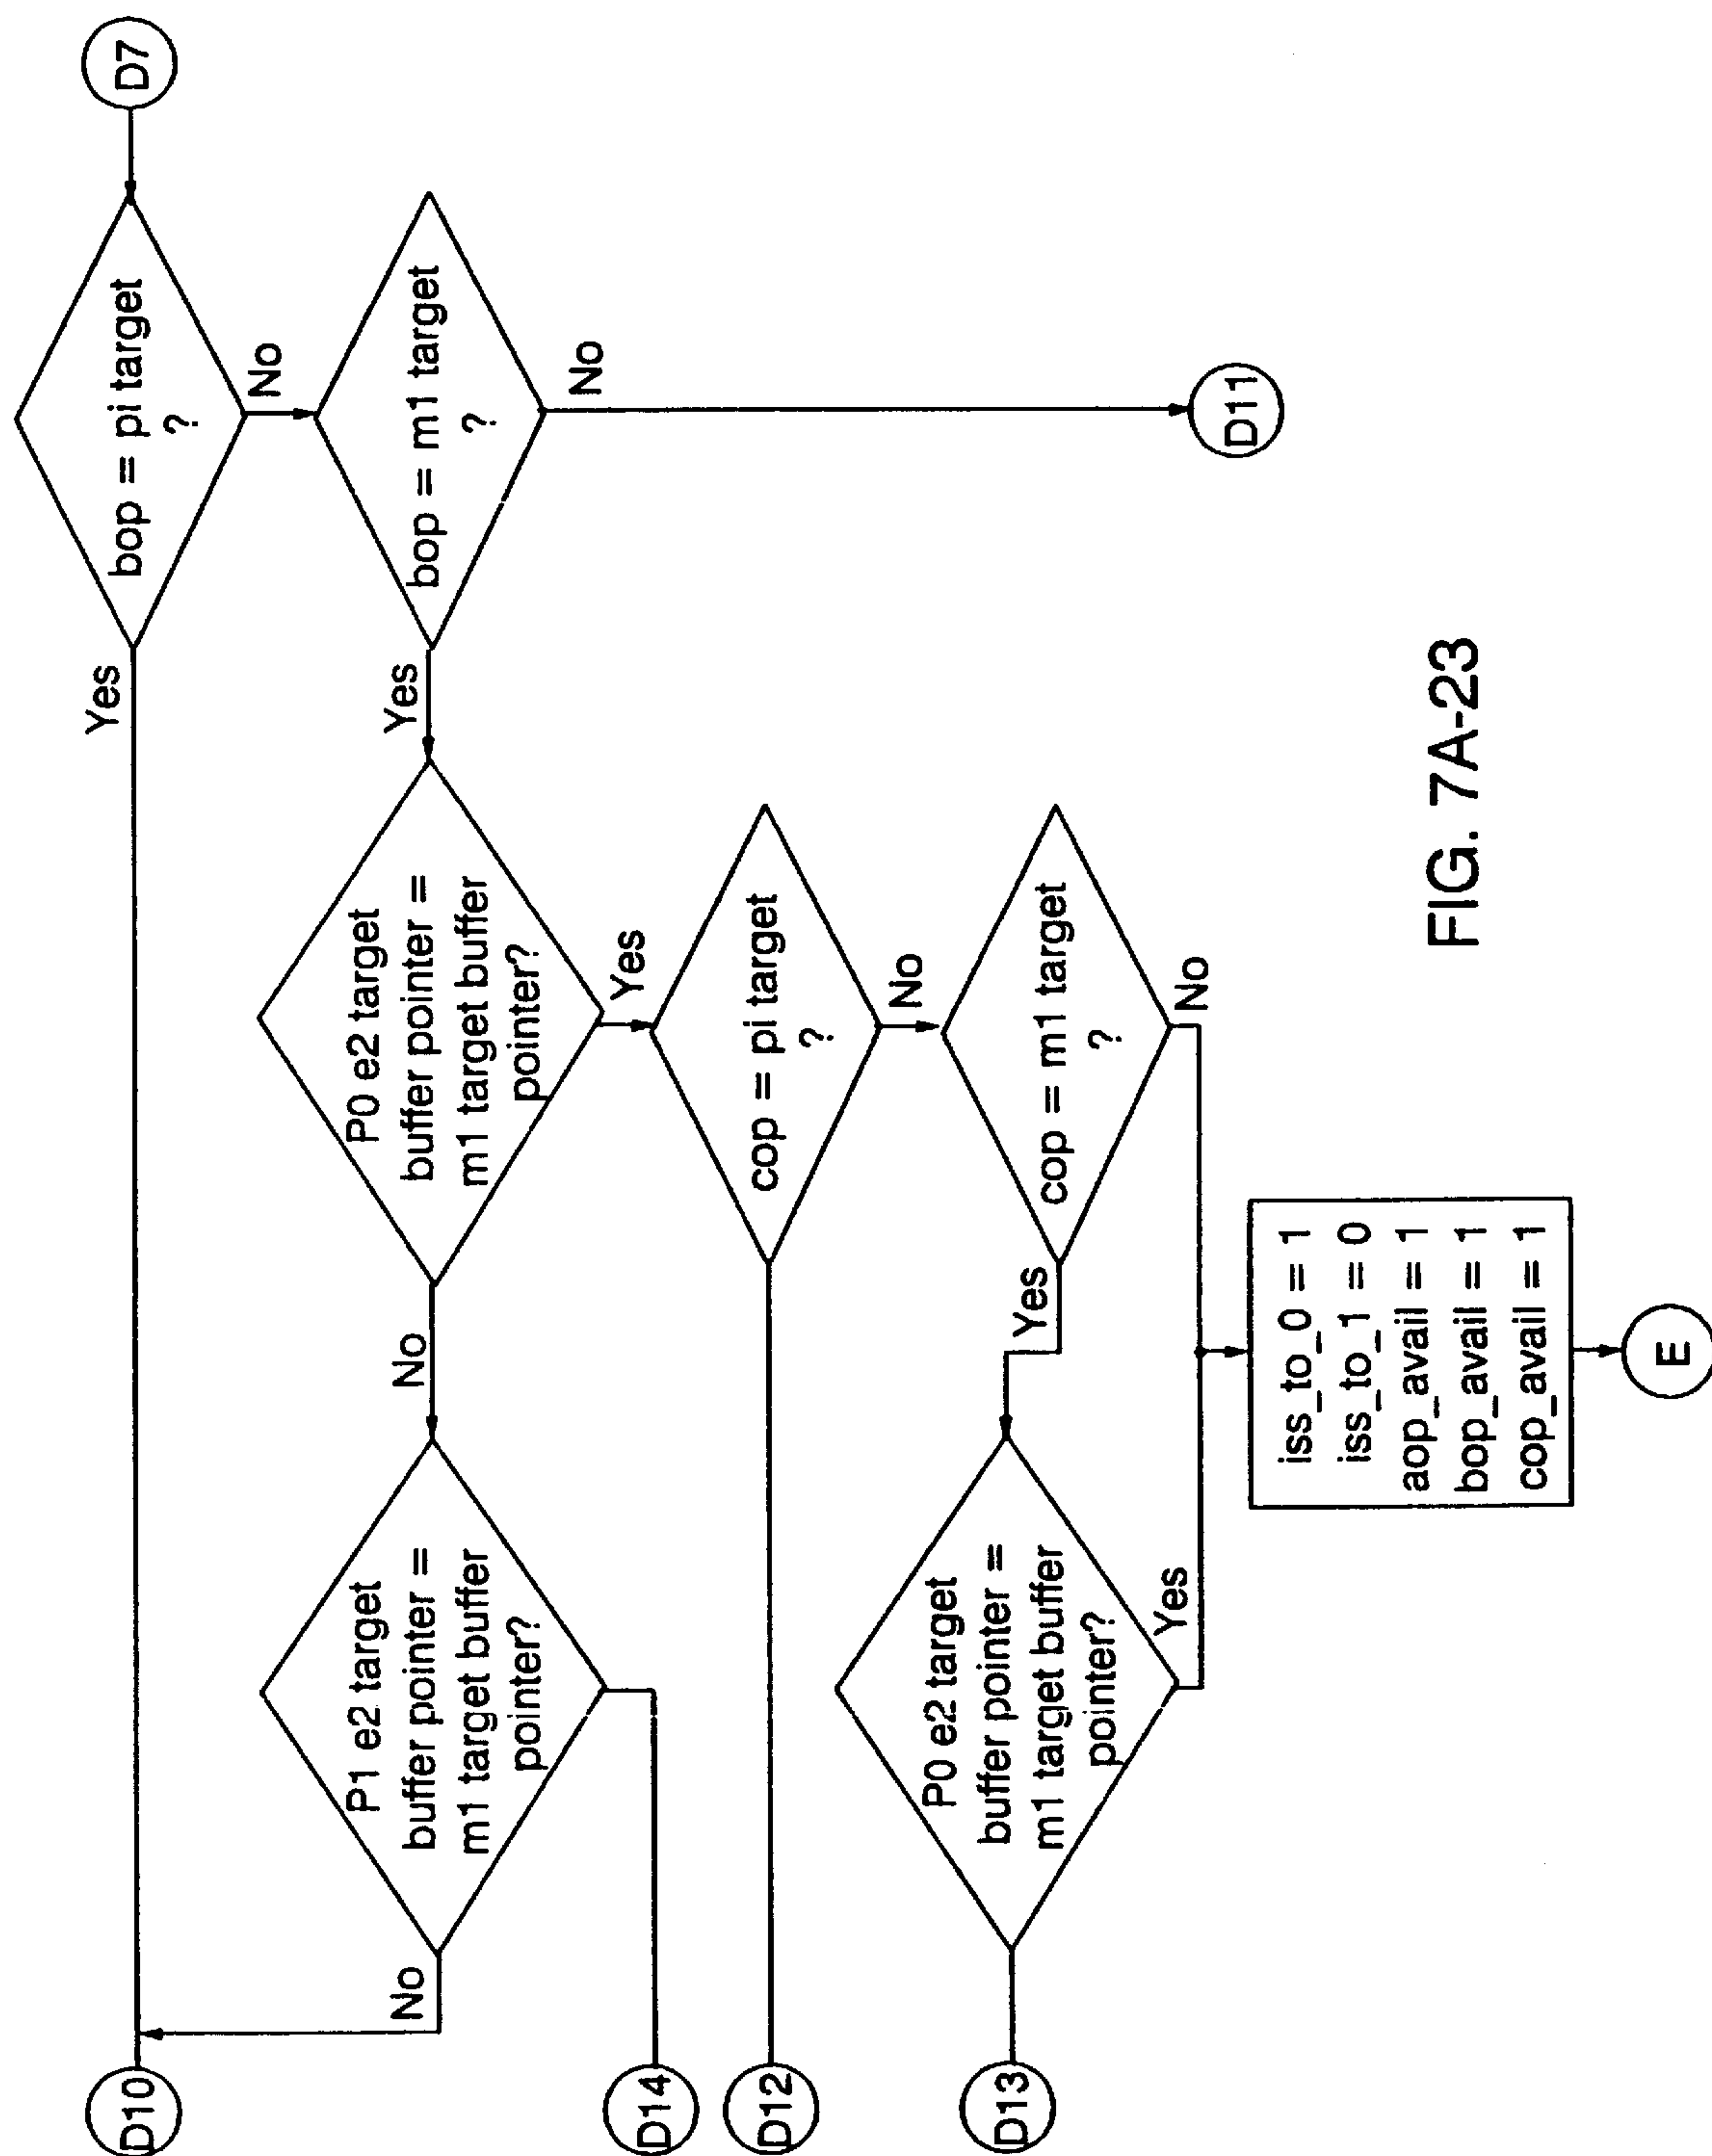 D7
bop = pi target
?
Yes
No
bop = m1 target
?
Yes
No
D11
P0 e2 target
buffer pointer =
m1 target buffer
pointer?
No
Yes
P1 e2 target
buffer pointer =
m1 target buffer
pointer?
No
D10
D14
cop = pi target
?
No
D12
cop = m1 target
?
Yes
No
P0 e2 target
buffer pointer =
m1 target buffer
pointer?
Yes
D13
iss_to_0 = 1
iss_to_1 = 0
aop_avail = 1
bop_avail = 1
cop_avail = 1
E
FIG. 7A-23